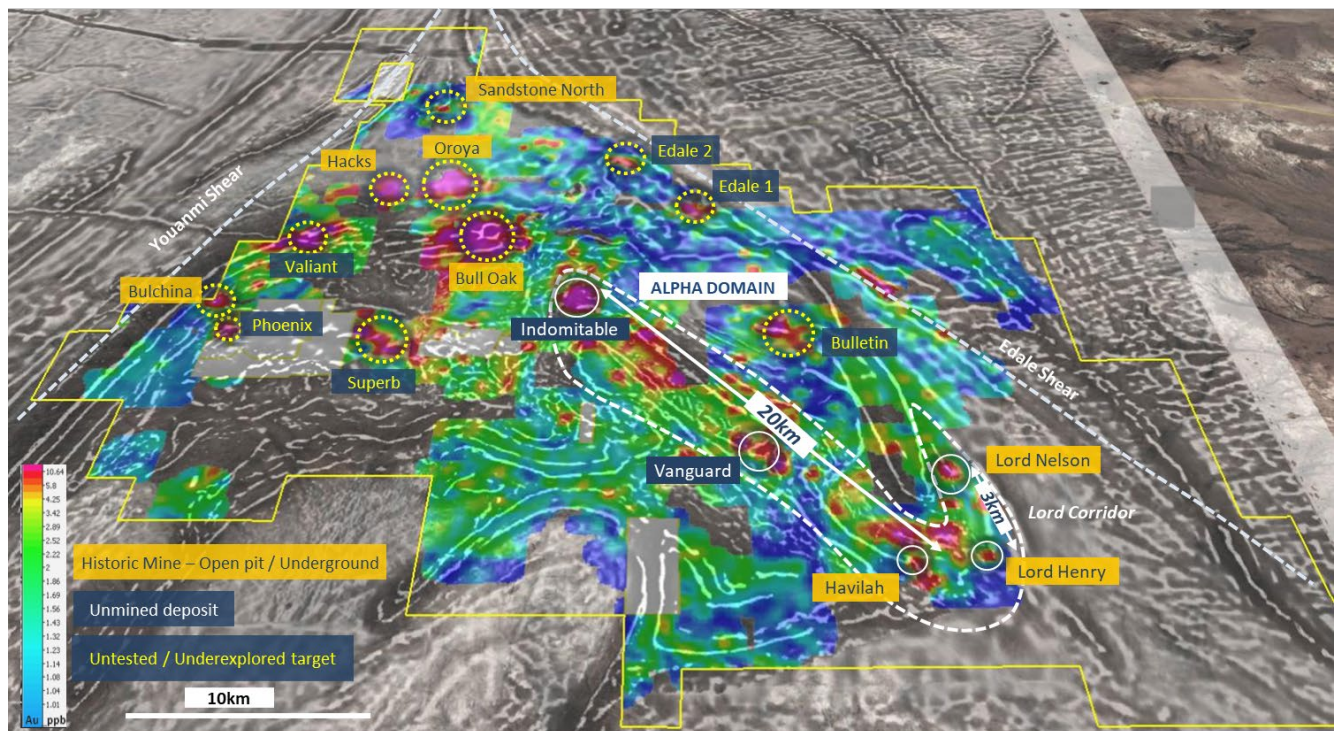 Sandstone North
Hacks
Oroya
Edale 2
Edale 1
Youanmi Shear
Valiant
Bull Oak
Bulchina
Phoenix
Superb
Indomitable
ALPHA DOMAIN
Bulletin
Edale Shear
20km
Vanguard
Lord Nelson
3km
Lord Corridor
Havilah
Lord Henry
10.64
5.8
4.2
3.42
2.89
2.52
2.22
2
1.86
1.69
1.56
1.43
1.32
1.23
1.14
1.08
1.04
1.01
Au ppb
Historic Mine – Open pit / Underground
Unmined deposit
Untested / Underexplored target
10km